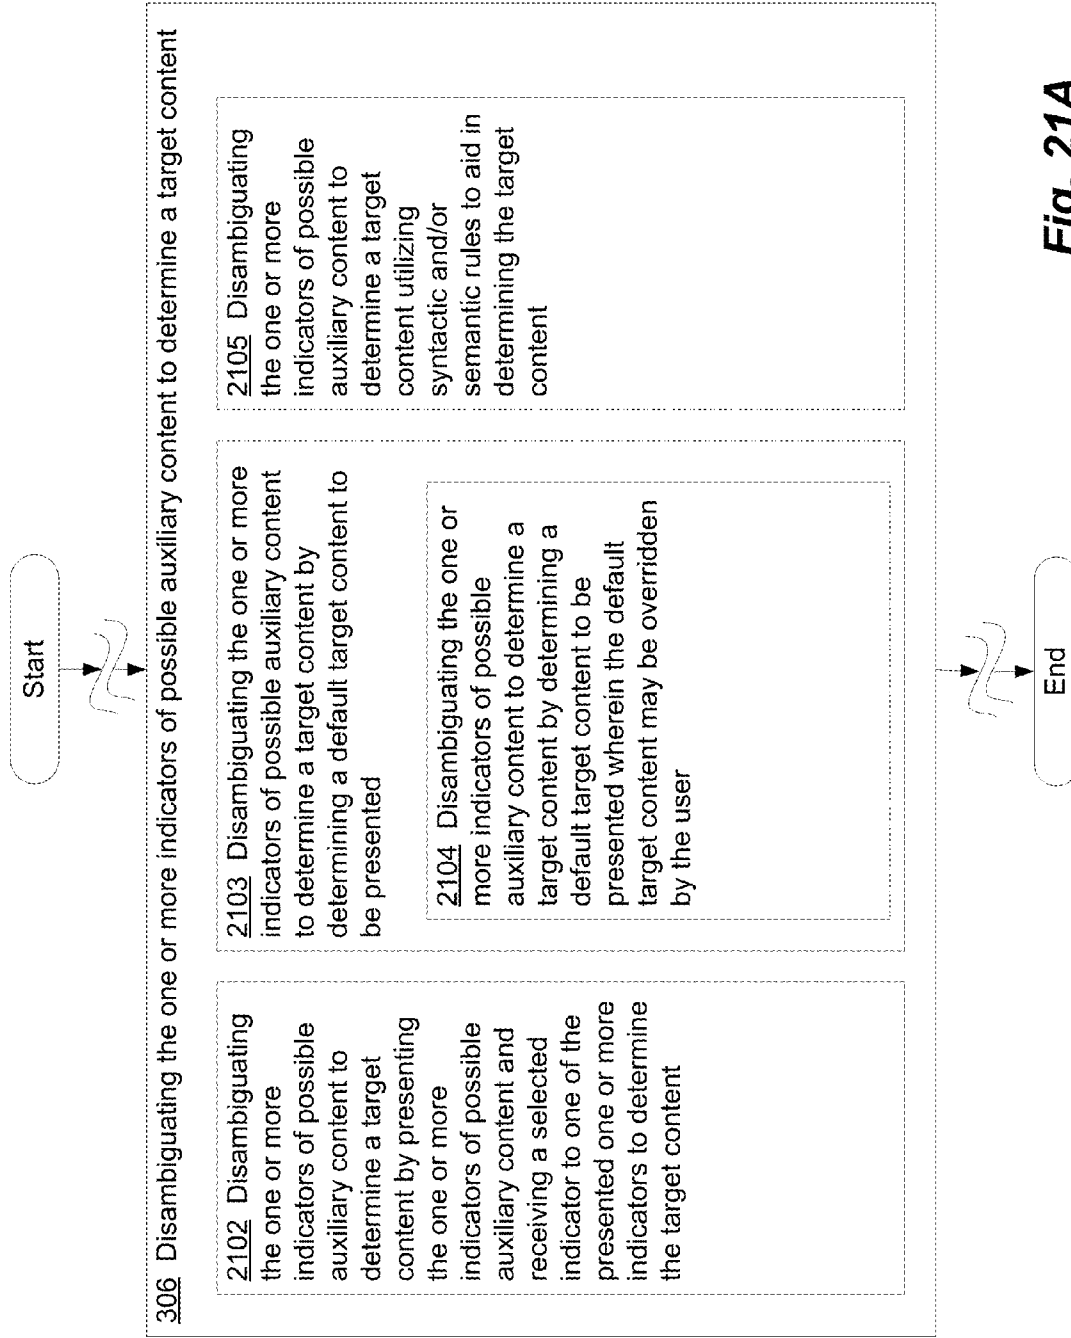 Start
306 Disambiguating the one or more indicators of possible auxiliary content to determine a target content
2102 Disambiguating
the one or more
indicators of possible
auxiliary content to
determine a target
content by presenting
the one or more
indicators of possible
auxiliary content and
receiving a selected
indicator to one of the
presented one or more
indicators to determine
the target content
2103 Disambiguating the one or more
indicators of possible auxiliary content
to determine a target content by
determining a default target content to
be presented
2104 Disambiguating the one or
more indicators of possible
auxiliary content to determine a
target content by determining a
default target content to be
presented wherein the default
target content may be overridden
by the user
2105 Disambiguating
the one or more
indicators of possible
auxiliary content to
determine a target
content utilizing
syntactic and/or
semantic rules to aid in
determining the target
content
End
Fig. 21A